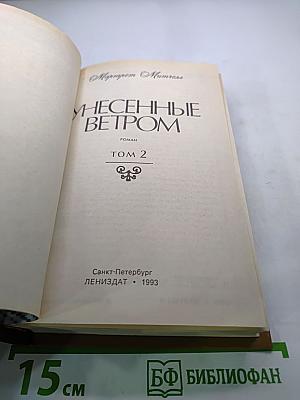 Маргарет Митчелл
УНЕСЕННЫЕ
ВЕТРОМ
РОМАН
ТОМ 2
Санкт-Петербург
ЛЕНИЗДАТ • 1993
15 см
БФ БИБЛИОФАН